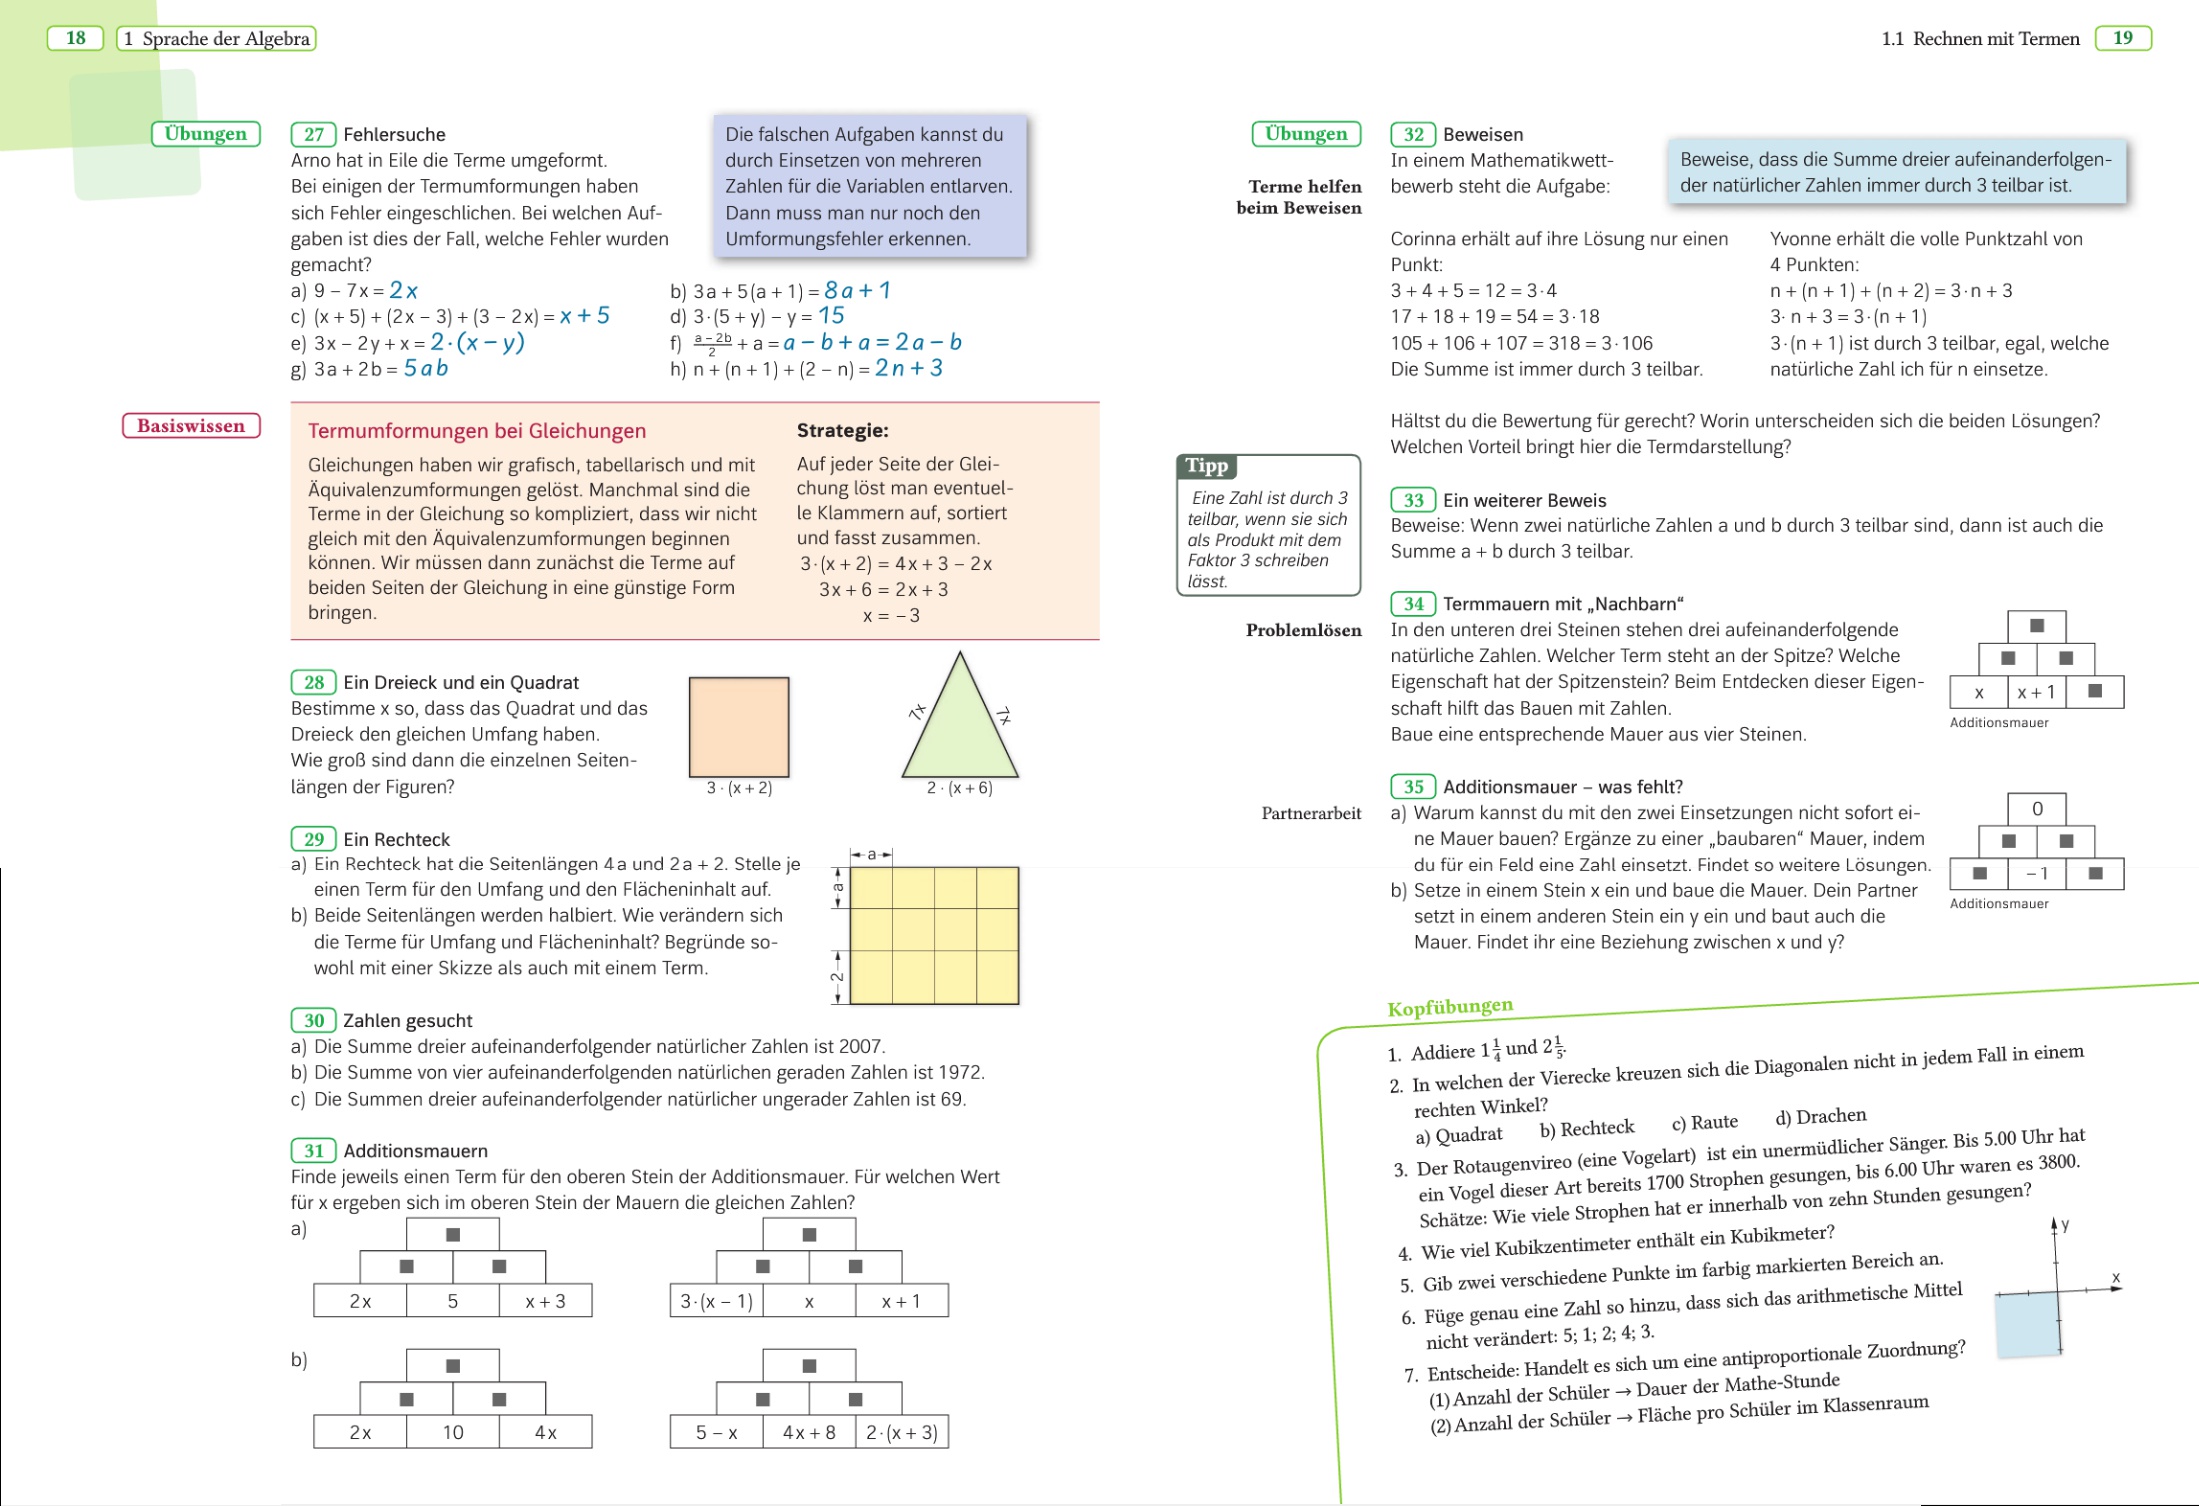 18 1 Sprache der Algebra
Übungen
27 Fehlersuche
Arno hat in Eile die Terme umgeformt.
Bei einigen der Termumformungen haben
sich Fehler eingeschlichen. Bei welchen Auf-
gaben ist dies der Fall, welche Fehler wurden
gemacht?
Die falschen Aufgaben kannst du
durch Einsetzen von mehreren
Zahlen für die Variablen entlarven.
Dann muss man nur noch den
Umformungsfehler erkennen.
a) 9 – 7x = 2x
b) 3a + 5(a + 1) = 8a + 1
c) (x + 5) + (2x – 3) + (3 – 2x) = x + 5
d) 3·(5 + y) – y = 15
e) 3x – 2y + x = 2·(x – y)
f) (a – 2b)/2 + a = a – b + a = 2a – b
g) 3a + 2b = 5ab
h) n + (n + 1) + (2 – n) = 2n + 3
Basiswissen
Termumformungen bei Gleichungen
Gleichungen haben wir grafisch, tabellarisch und mit
Äquivalenzumformungen gelöst. Manchmal sind die
Terme in der Gleichung so kompliziert, dass wir nicht
gleich mit den Äquivalenzumformungen beginnen
können. Wir müssen dann zunächst die Terme auf
beiden Seiten der Gleichung in eine günstige Form
bringen.
Strategie:
Auf jeder Seite der Glei-
chung löst man eventuel-
le Klammern auf, sortiert
und fasst zusammen.
3·(x + 2) = 4x + 3 – 2x
3x + 6 = 2x + 3
x = –3
28 Ein Dreieck und ein Quadrat
Bestimme x so, dass das Quadrat und das
Dreieck den gleichen Umfang haben.
Wie groß sind dann die einzelnen Seiten-
längen der Figuren?
3 · (x + 2)
7x
7x
2 · (x + 6)
29 Ein Rechteck
a) Ein Rechteck hat die Seitenlängen 4a und 2a + 2. Stelle je
einen Term für den Umfang und den Flächeninhalt auf.
b) Beide Seitenlängen werden halbiert. Wie verändern sich
die Terme für Umfang und Flächeninhalt? Begründe so-
wohl mit einer Skizze als auch mit einem Term.
a
a
2
30 Zahlen gesucht
a) Die Summe dreier aufeinanderfolgender natürlicher Zahlen ist 2007.
b) Die Summe von vier aufeinanderfolgenden natürlichen geraden Zahlen ist 1972.
c) Die Summen dreier aufeinanderfolgender natürlicher ungerader Zahlen ist 69.
31 Additionsmauern
Finde jeweils einen Term für den oberen Stein der Additionsmauer. Für welchen Wert
für x ergeben sich im oberen Stein der Mauern die gleichen Zahlen?
a)
2x 5 x + 3
3·(x – 1) x x + 1
b)
2x 10 4x
5 – x 4x + 8 2·(x + 3)
1.1 Rechnen mit Termen 19
Übungen
Terme helfen
beim Beweisen
32 Beweisen
In einem Mathematikwett-
bewerb steht die Aufgabe:
Beweise, dass die Summe dreier aufeinanderfolgen-
der natürlicher Zahlen immer durch 3 teilbar ist.
Corinna erhält auf ihre Lösung nur einen
Punkt:
3 + 4 + 5 = 12 = 3·4
17 + 18 + 19 = 54 = 3·18
105 + 106 + 107 = 318 = 3·106
Die Summe ist immer durch 3 teilbar.
Yvonne erhält die volle Punktzahl von
4 Punkten:
n + (n + 1) + (n + 2) = 3·n + 3
3· n + 3 = 3·(n + 1)
3·(n + 1) ist durch 3 teilbar, egal, welche
natürliche Zahl ich für n einsetze.
Hältst du die Bewertung für gerecht? Worin unterscheiden sich die beiden Lösungen?
Welchen Vorteil bringt hier die Termdarstellung?
Tipp
Eine Zahl ist durch 3
teilbar, wenn sie sich
als Produkt mit dem
Faktor 3 schreiben
lässt.
33 Ein weiterer Beweis
Beweise: Wenn zwei natürliche Zahlen a und b durch 3 teilbar sind, dann ist auch die
Summe a + b durch 3 teilbar.
Problemlösen
34 Termmauern mit „Nachbarn“
In den unteren drei Steinen stehen drei aufeinanderfolgende
natürliche Zahlen. Welcher Term steht an der Spitze? Welche
Eigenschaft hat der Spitzenstein? Beim Entdecken dieser Eigen-
schaft hilft das Bauen mit Zahlen.
Baue eine entsprechende Mauer aus vier Steinen.
x x + 1
Additionsmauer
Partnerarbeit
35 Additionsmauer – was fehlt?
a) Warum kannst du mit den zwei Einsetzungen nicht sofort ei-
ne Mauer bauen? Ergänze zu einer „baubaren“ Mauer, indem
du für ein Feld eine Zahl einsetzt. Findet so weitere Lösungen.
b) Setze in einem Stein x ein und baue die Mauer. Dein Partner
setzt in einem anderen Stein ein y ein und baut auch die
Mauer. Findet ihr eine Beziehung zwischen x und y?
0
–1
Additionsmauer
Kopfübungen
1. Addiere 1 1/4 und 2 1/5.
2. In welchen der Vierecke kreuzen sich die Diagonalen nicht in jedem Fall in einem
rechten Winkel?
a) Quadrat b) Rechteck c) Raute d) Drachen
3. Der Rotaugenvireo (eine Vogelart) ist ein unermüdlicher Sänger. Bis 5.00 Uhr hat
ein Vogel dieser Art bereits 1700 Strophen gesungen, bis 6.00 Uhr waren es 3800.
Schätze: Wie viele Strophen hat er innerhalb von zehn Stunden gesungen?
4. Wie viel Kubikzentimeter enthält ein Kubikmeter?
5. Gib zwei verschiedene Punkte im farbig markierten Bereich an.
6. Füge genau eine Zahl so hinzu, dass sich das arithmetische Mittel
nicht verändert: 5; 1; 2; 4; 3.
7. Entscheide: Handelt es sich um eine antiproportionale Zuordnung?
(1) Anzahl der Schüler → Dauer der Mathe-Stunde
(2) Anzahl der Schüler → Fläche pro Schüler im Klassenraum
y
x